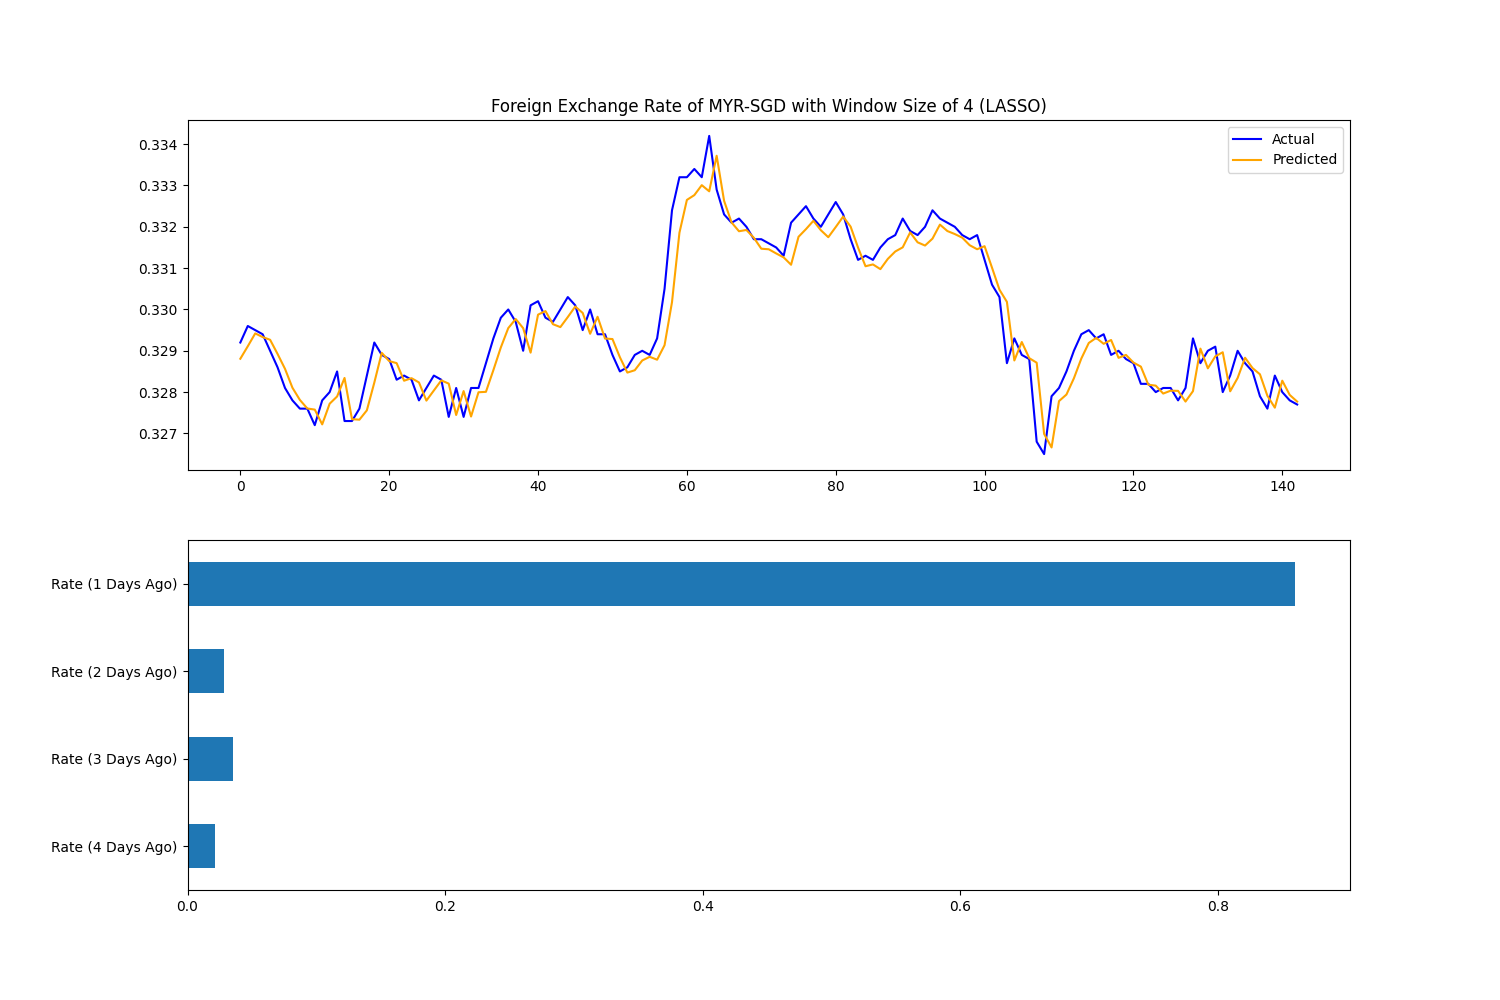 Foreign Exchange Rate of MYR-SGD with Window Size of 4 (LASSO)
Actual
Predicted
0.334
0.333
0.332
0.331
0.330
0.329
0.328
0.327
0 20 40 60 80 100 120 140
Rate (1 Days Ago)
Rate (2 Days Ago)
Rate (3 Days Ago)
Rate (4 Days Ago)
0.0 0.2 0.4 0.6 0.8